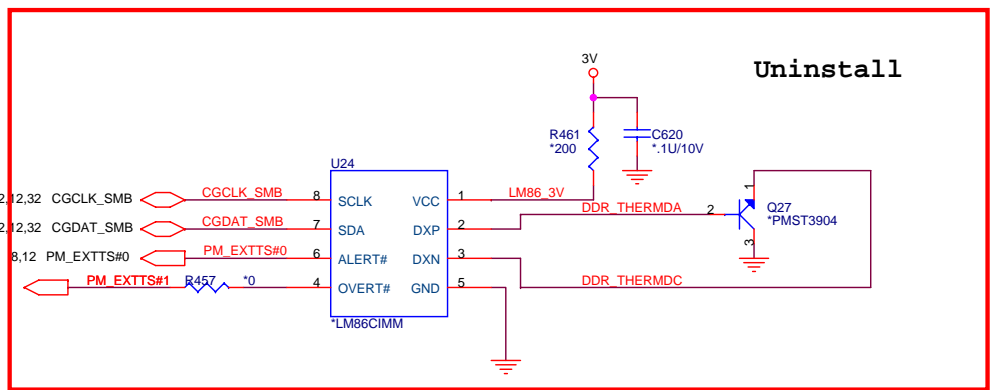 3V
Uninstall
R461
*200
C620
*.1U/10V
U24
2,12,32 CGCLK_SMB CGCLK_SMB 8 SCLK VCC 1 LM86_3V
1
DDR_THERMDA 2 Q27
*PMST3904
2,12,32 CGDAT_SMB CGDAT_SMB 7 SDA DXP 2
3
8,12 PM_EXTTS#0 PM_EXTTS#0 6 ALERT# DXN 3
PM_EXTTS#1 R457 *0 4 OVERT# GND 5 DDR_THERMDC
*LM86CIMM